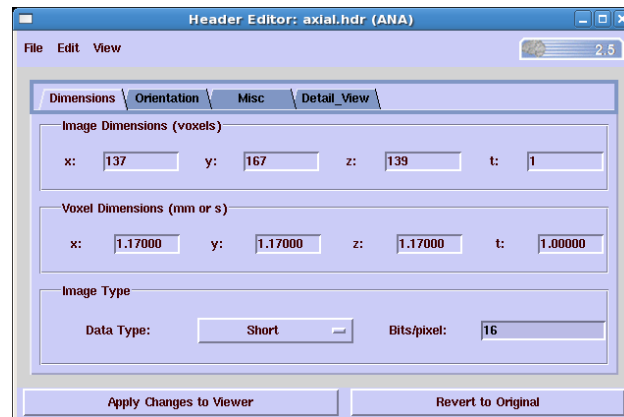 Header Editor: axial.hdr (ANA)
File Edit View 2.5
Dimensions Orientation Misc Detail_View
Image Dimensions (voxels)
x: 137 y: 167 z: 139 t: 1
Voxel Dimensions (mm or s)
x: 1.17000 y: 1.17000 z: 1.17000 t: 1.00000
Image Type
Data Type: Short Bits/pixel: 16
Apply Changes to Viewer Revert to Original